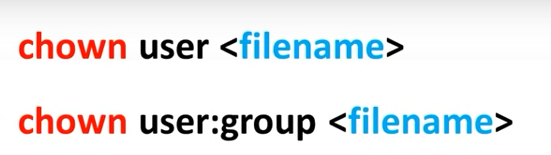 chown user <filename>
chown user:group <filename>